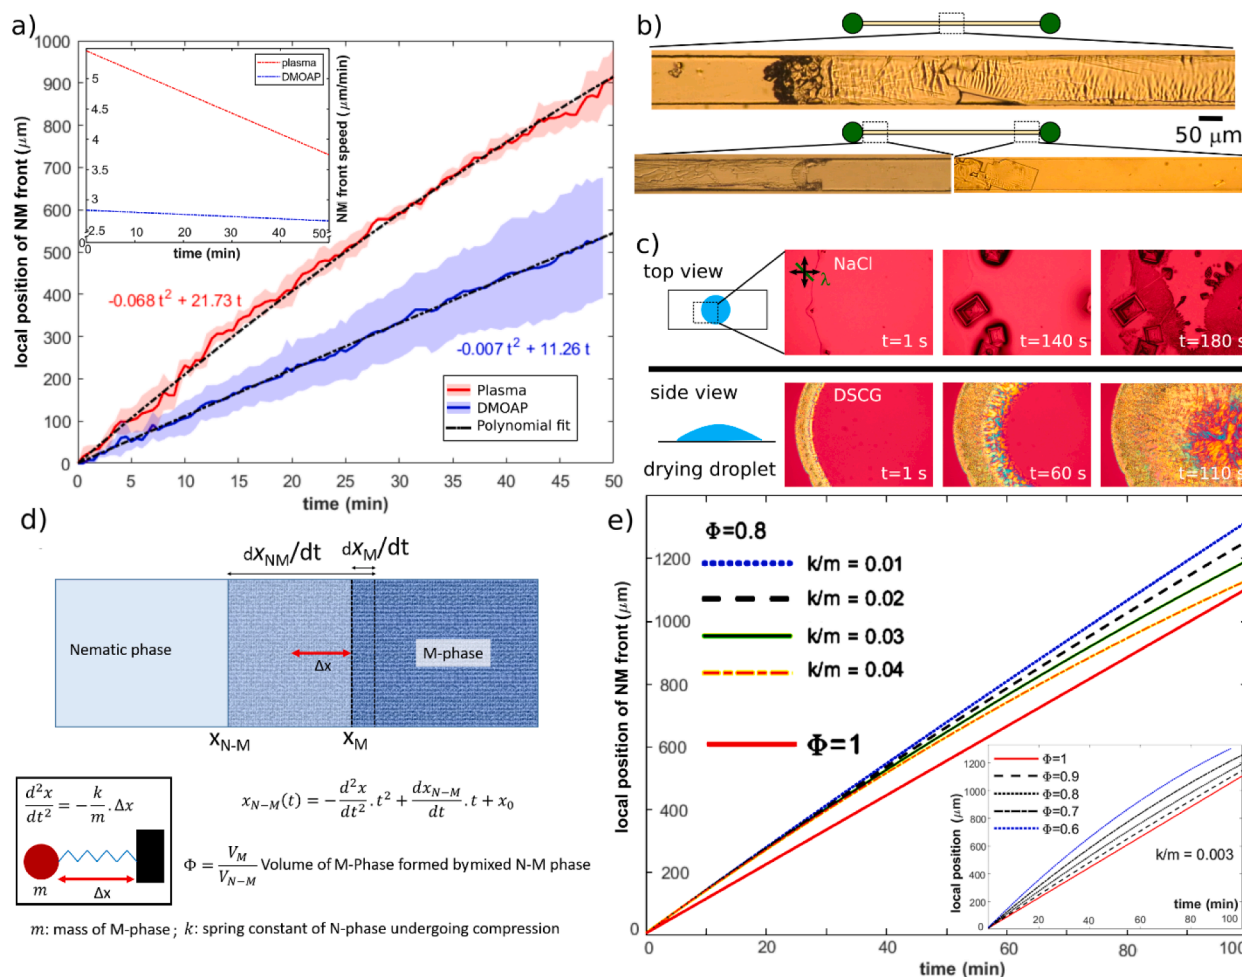 a)
1000
900
800
700
600
500
400
300
200
100
0
local position of NM front (μm)
0 5 10 15 20 25 30 35 40 45 50
time (min)
plasma
DMOAP
5
4.5
4
3
2.5
0
0 10 20 30 40 50
time (min)
NM front speed (μm/min)
-0.068 t² + 21.73 t
-0.007 t² + 11.26 t
Plasma
DMOAP
Polynomial fit
b)
50 μm
c)
top view
NaCl
λ
t=1 s
t=140 s
t=180 s
side view
DSCG
drying droplet
t=1 s
t=60 s
t=110 s
d)
dx_NM/dt
dx_M/dt
Nematic phase
Δx
M-phase
x_N-M
x_M
d²x/dt² = −k/m . Δx
m
Δx
x_N−M(t) = −d²x/dt² . t² + dx_N−M/dt . t + x₀
Φ = V_M/V_N−M Volume of M-Phase formed bymixed N-M phase
m: mass of M-phase ; k: spring constant of N-phase undergoing compression
e)
1200
1000
800
600
400
200
0
local position of NM front (μm)
0 20 40 60 80 100
time (min)
Φ=0.8
k/m = 0.01
k/m = 0.02
k/m = 0.03
k/m = 0.04
Φ=1
1200
1000
800
600
400
200
0
local position (μm)
Φ=1
Φ=0.9
Φ=0.8
Φ=0.7
Φ=0.6
k/m = 0.003
time (min)
20 40 60 80 100